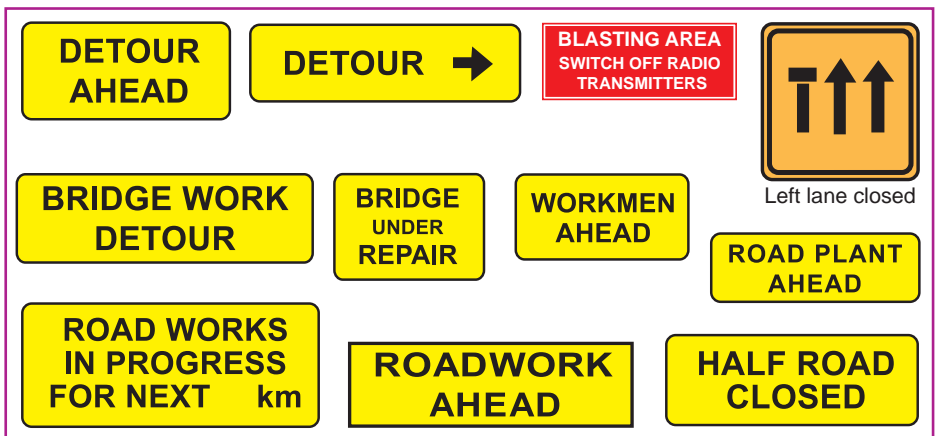 DETOUR
AHEAD
DETOUR
BLASTING AREA
SWITCH OFF RADIO
TRANSMITTERS
Left lane closed
BRIDGE WORK
DETOUR
BRIDGE
UNDER
REPAIR
WORKMEN
AHEAD
ROAD PLANT
AHEAD
ROAD WORKS
IN PROGRESS
FOR NEXT km
ROADWORK
AHEAD
HALF ROAD
CLOSED